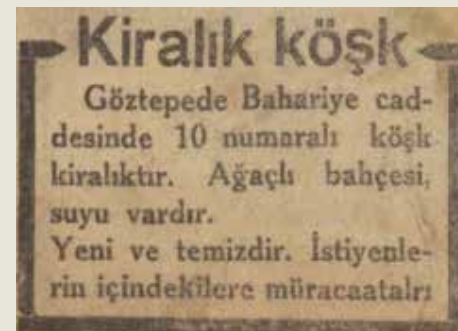 Kiralık köşk
Göztepede Bahariye cad-
desinde 10 numaralı köşk
kiralıktır. Ağaçlı bahçesi,
suyu vardır.
Yeni ve temizdir. İstiyenle-
rin içindekilere müracaatalrı